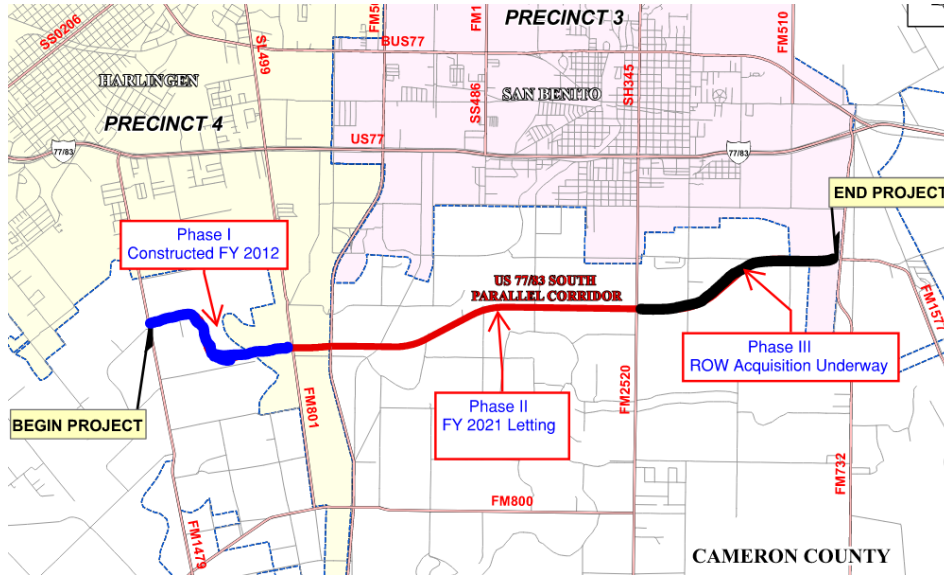 PRECINCT 3
SS0206
SL499
BUS77
FM510
HARLINGEN
SS486
SAN BENITO
SH345
PRECINCT 4
US77
77/83
77/83
END PROJECT
Phase I
Constructed FY 2012
US 77/83 SOUTH
PARALLEL CORRIDOR
FM1577
Phase III
ROW Acquisition Underway
BEGIN PROJECT
FM801
Phase II
FY 2021 Letting
FM2520
FM732
FM800
FM1479
CAMERON COUNTY